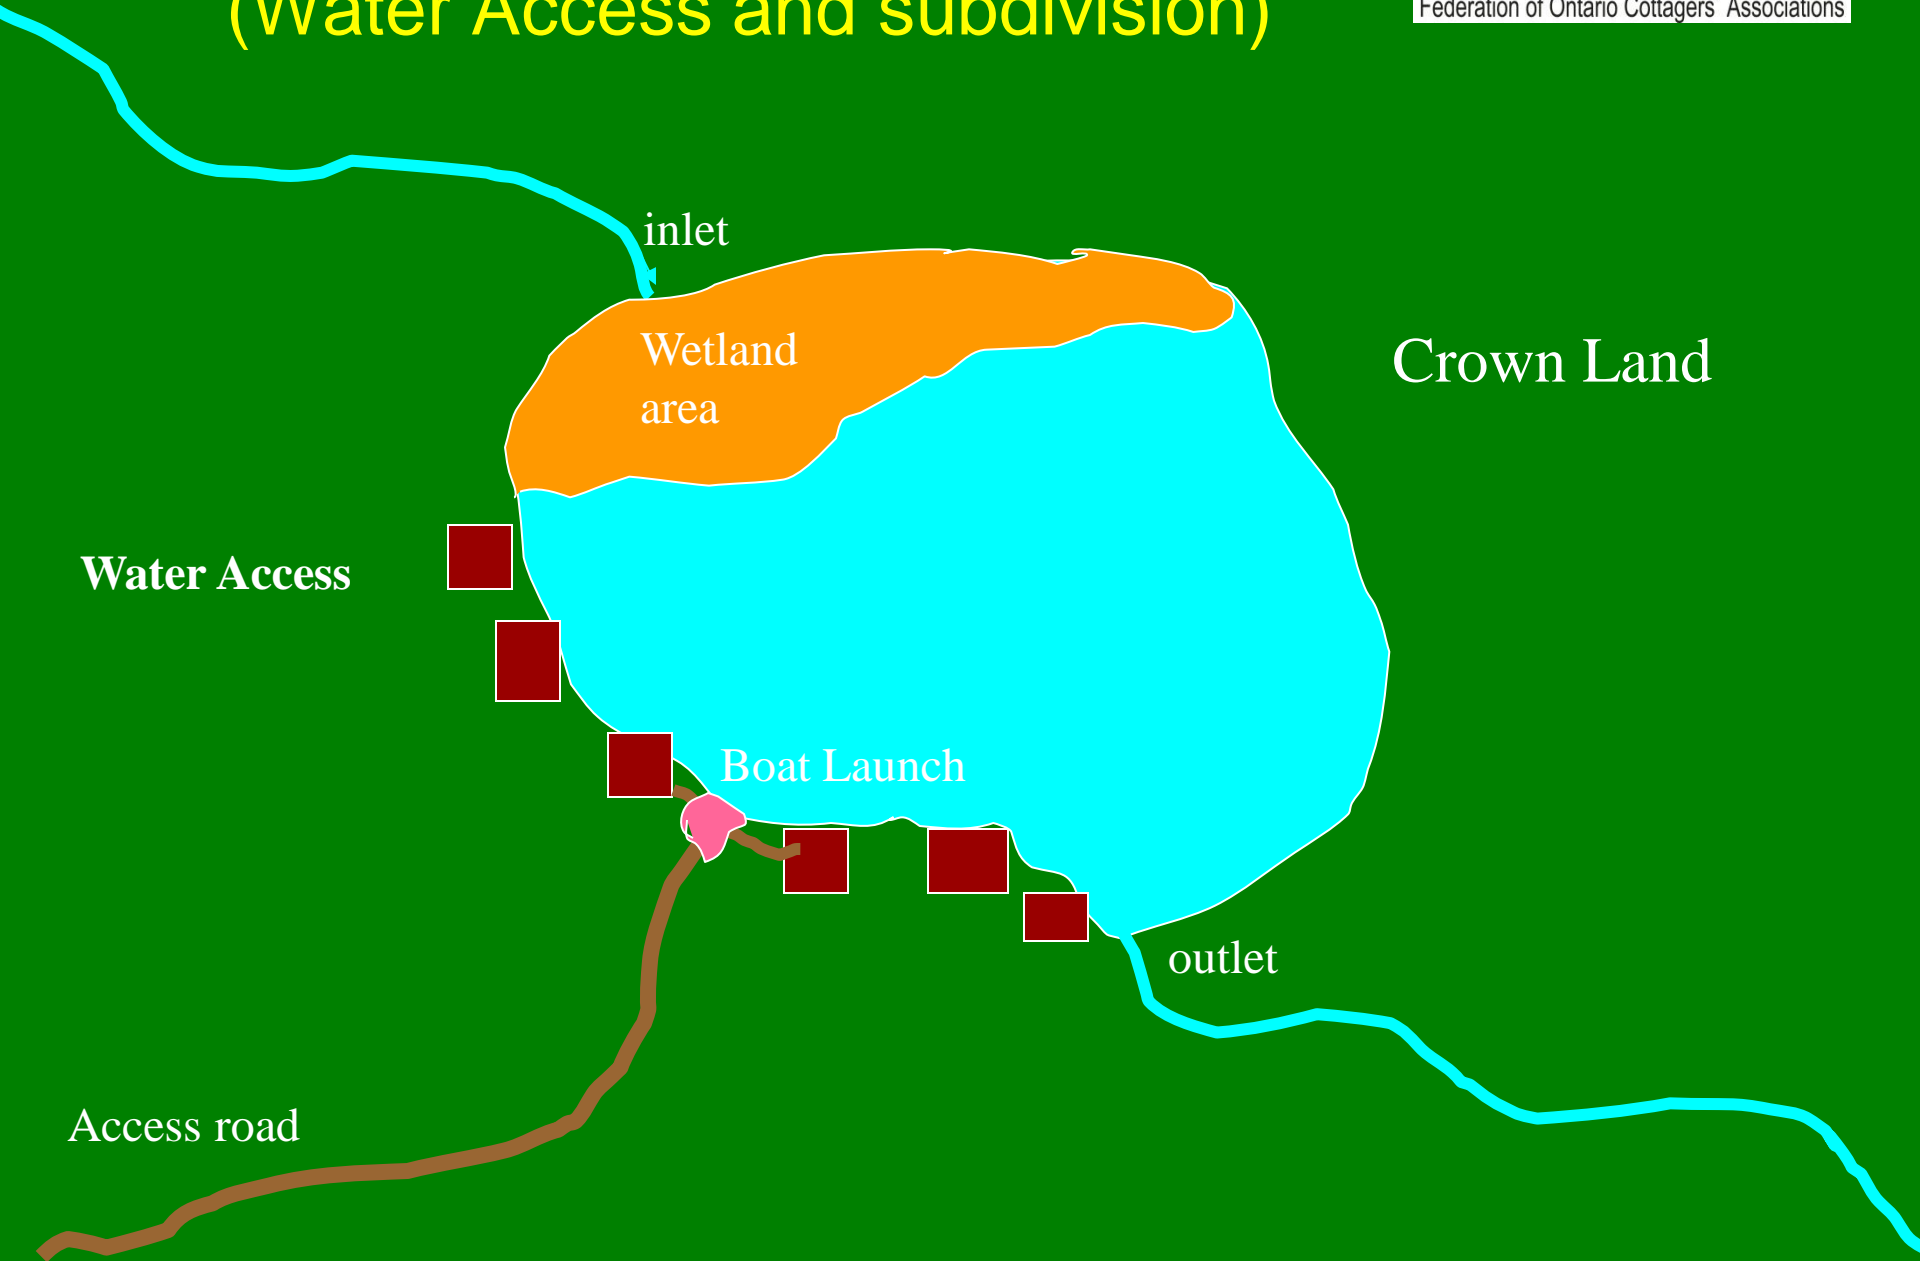 (Water Access and subdivision)
Federation of Ontario Cottagers' Associations
inlet
Wetland
area
Crown Land
Water Access
Boat Launch
outlet
Access road